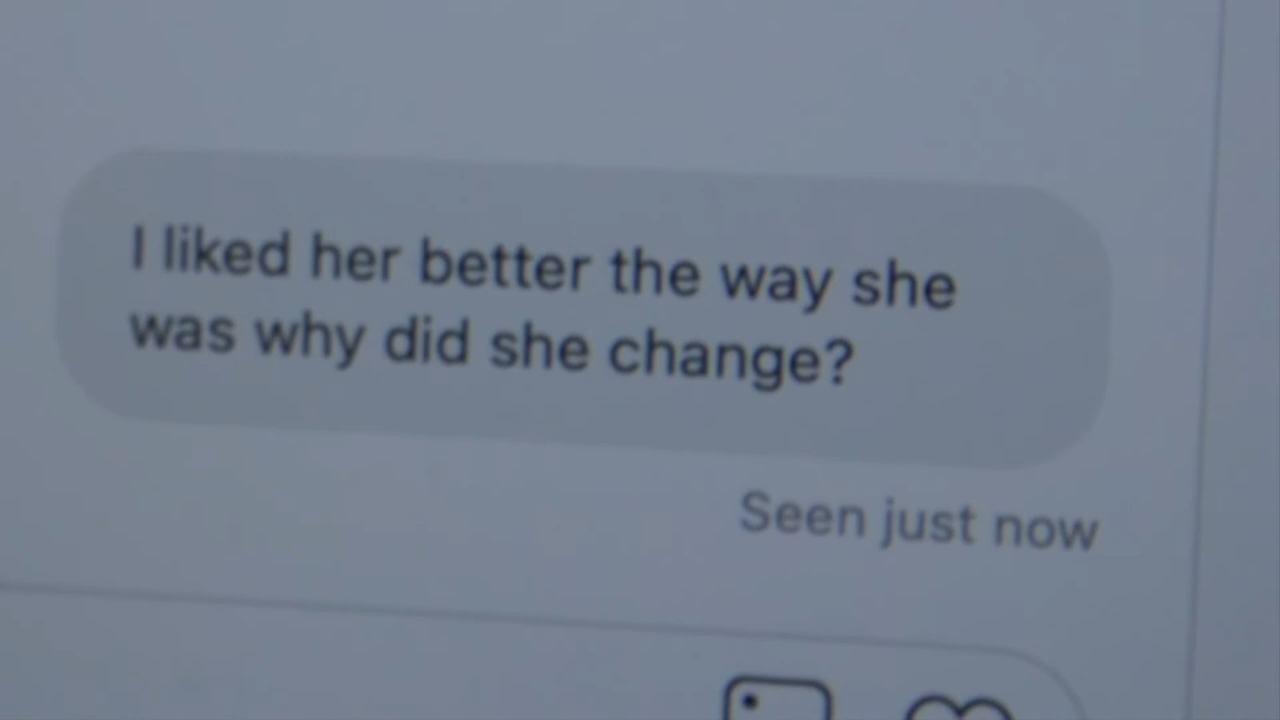 I liked her better the way she
was why did she change?
Seen just now